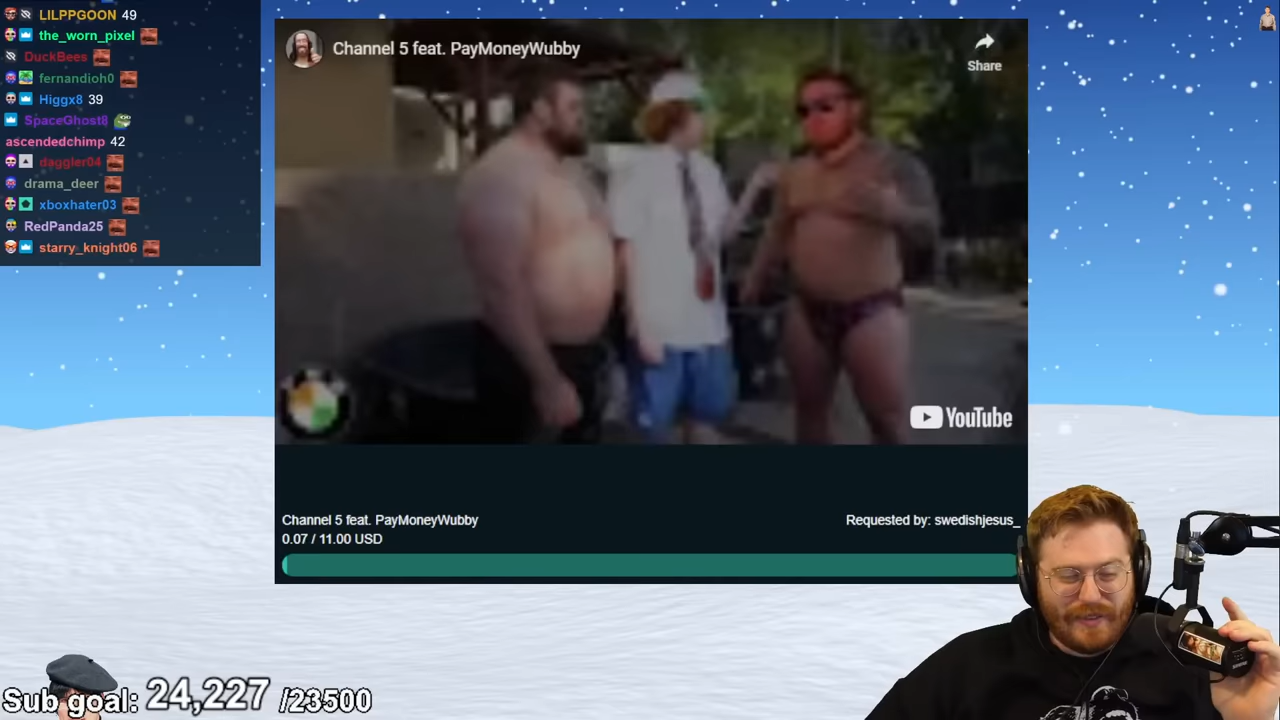 LILPPGOON 49
the_worn_pixel
DuckBees
fernandioh0
Higgx8 39
SpaceGhost8
ascendedchimp 42
daggler04
drama_deer
xboxhater03
RedPanda25
starry_knight06
Channel 5 feat. PayMoneyWubby
Share
YouTube
Channel 5 feat. PayMoneyWubby
Requested by: swedishjesus_
0.07 / 11.00 USD
Sub goal: 24,227 /23500